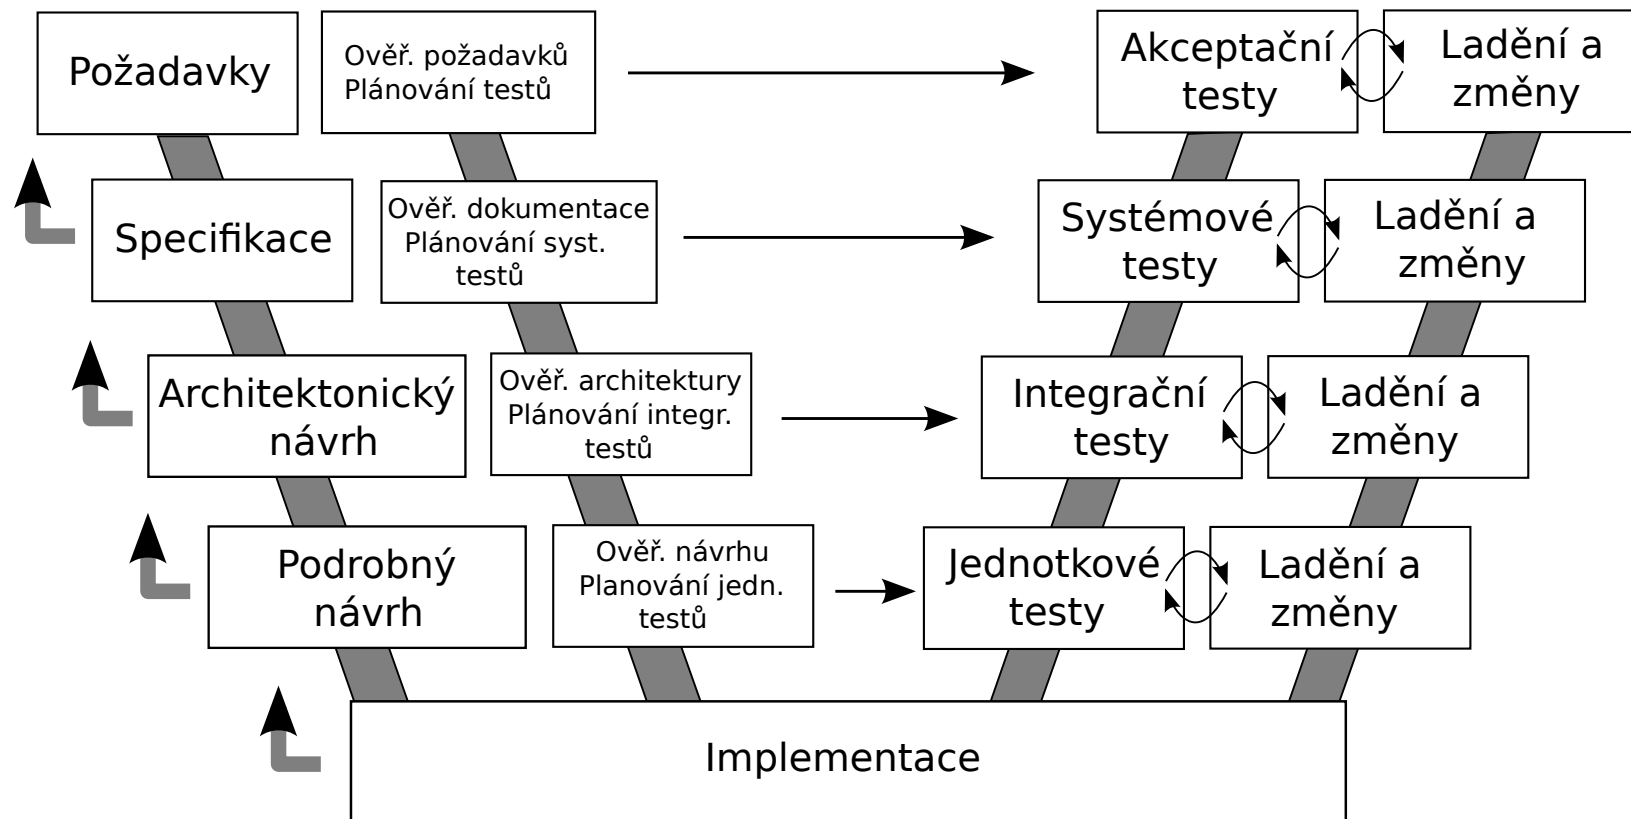 Požadavky
Ověř. požadavků
Plánování testů
Akceptační
testy
Ladění a
změny
Specifikace
Ověř. dokumentace
Plánování syst.
testů
Systémové
testy
Ladění a
změny
Architektonický
návrh
Ověř. architektury
Plánování integr.
testů
Integrační
testy
Ladění a
změny
Podrobný
návrh
Ověř. návrhu
Planování jedn.
testů
Jednotkové
testy
Ladění a
změny
Implementace